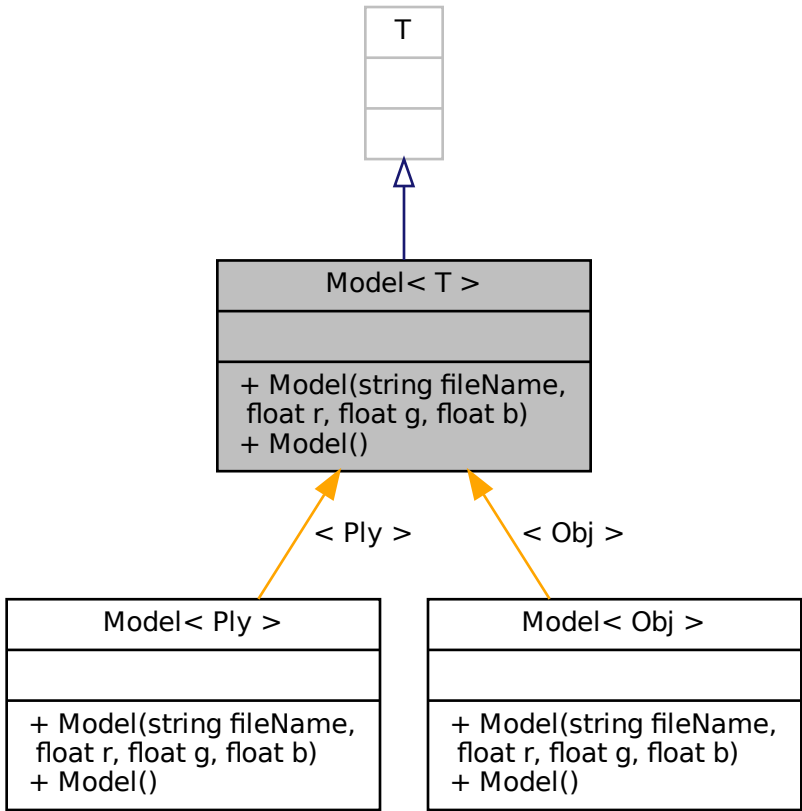 T
Model< T >
+ Model(string fileName,
float r, float g, float b)
+ Model()
< Ply >
< Obj >
Model< Ply >
+ Model(string fileName,
float r, float g, float b)
+ Model()
Model< Obj >
+ Model(string fileName,
float r, float g, float b)
+ Model()